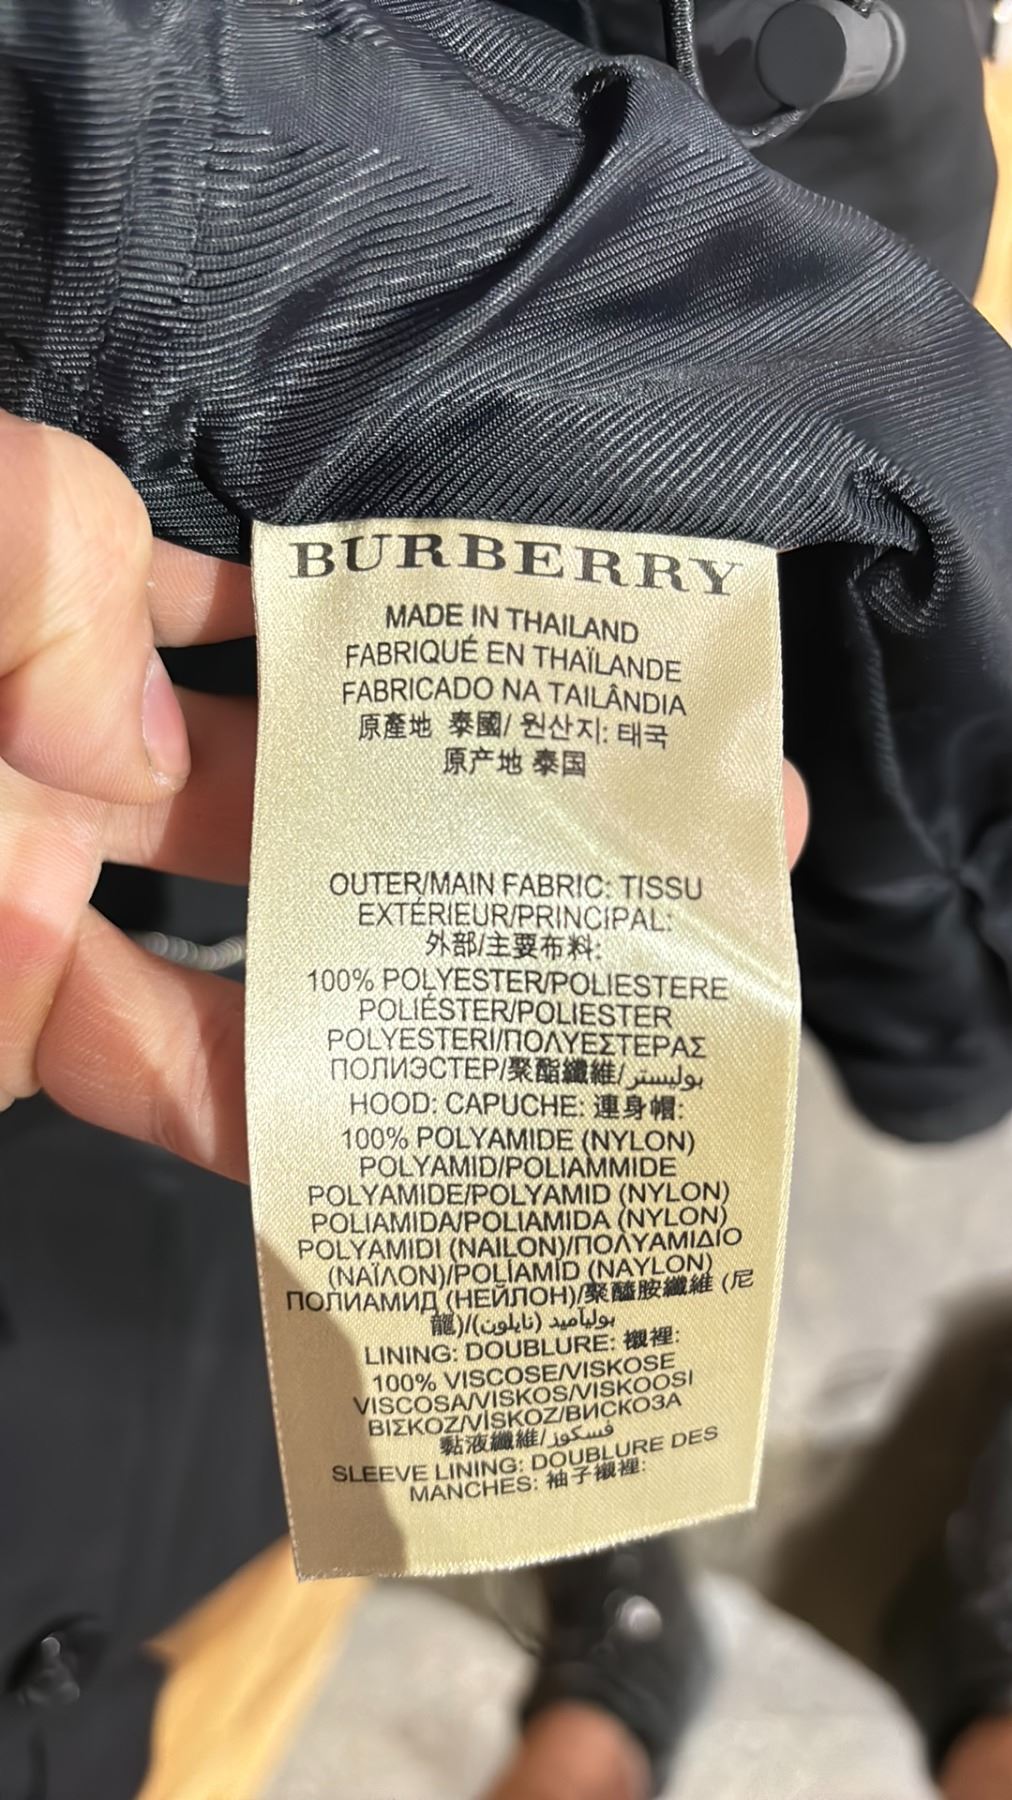 BURBERRY
MADE IN THAILAND
FABRIQUÉ EN THAÏLANDE
FABRICADO NA TAILÂNDIA
原產地 泰國/ 원산지: 태국
原产地 泰国
OUTER/MAIN FABRIC: TISSU
EXTÉRIEUR/PRINCIPAL:
外部/主要布料:
100% POLYESTER/POLIESTERE
POLIÉSTER/POLIESTER
POLYESTERI/ΠΟΛΥΕΣΤΕΡΑΣ
ПОЛИЭСТЕР/聚酯纖維/بوليستر
HOOD: CAPUCHE: 連身帽:
100% POLYAMIDE (NYLON)
POLYAMID/POLIAMMIDE
POLYAMIDE/POLYAMID (NYLON)
POLIAMIDA/POLIAMIDA (NYLON)
POLYAMIDI (NAILON)/ΠΟΛΥΑΜΙΔΙΟ
(ΝΑΪΛΟΝ)/POLİAMİD (NAYLON)
ПОЛИАМИД (НЕЙЛОН)/聚醯胺纖維 (尼
龍)/بولياميد (نايلون)
LINING: DOUBLURE: 襯裡:
100% VISCOSE/VISKOSE
VISCOSA/VISKOS/VISKOOSI
ΒΙΣΚΟΖ/VİSKOZ/ВИСКОЗА
黏液纖維/فسكوز
SLEEVE LINING: DOUBLURE DES
MANCHES: 袖子襯裡: